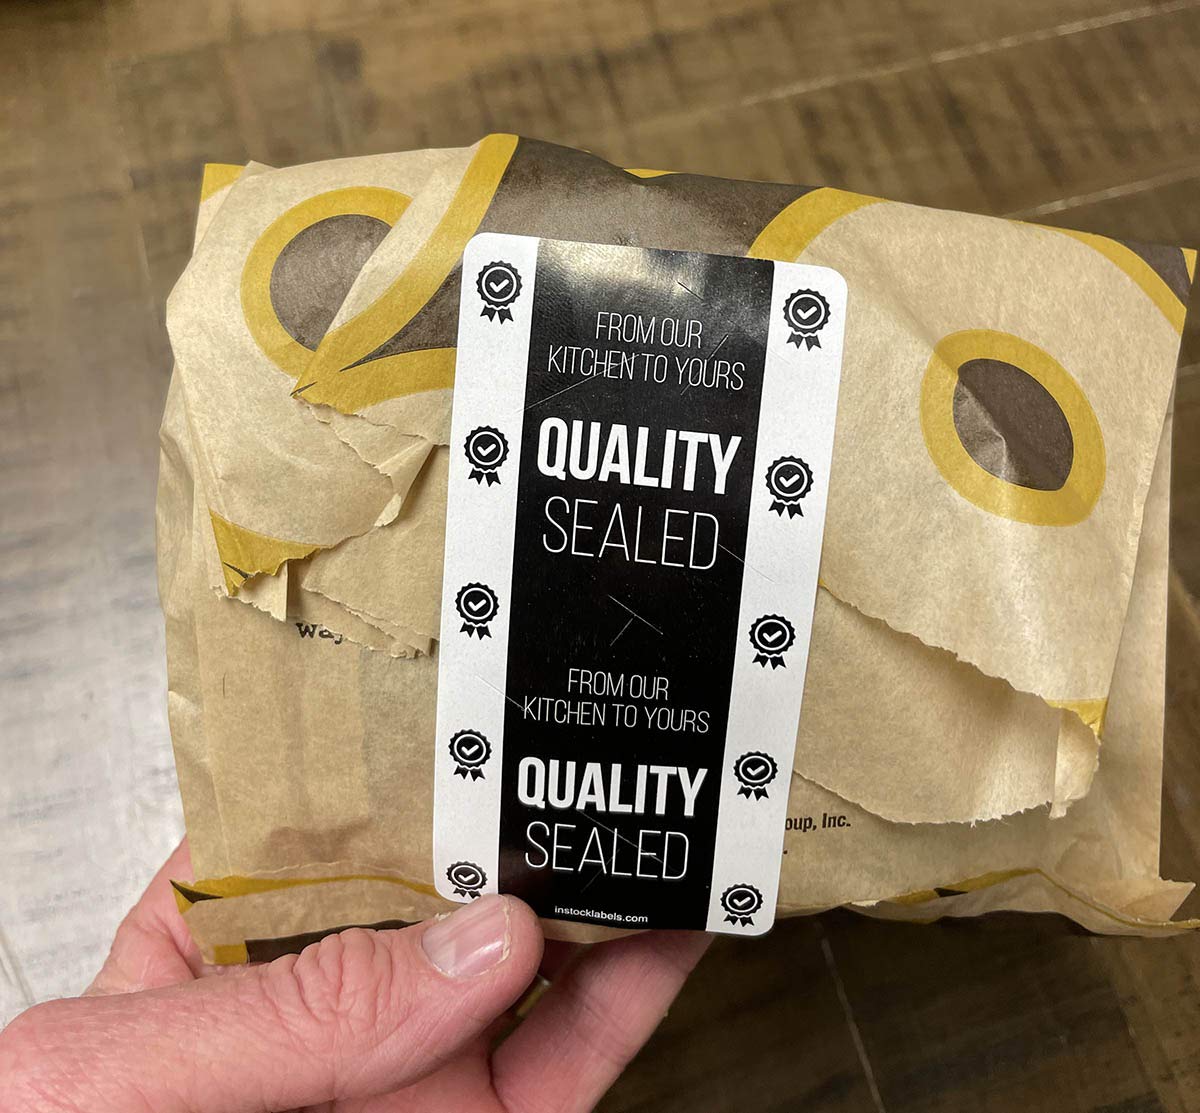 FROM OUR
KITCHEN TO YOURS
QUALITY
SEALED
FROM OUR
KITCHEN TO YOURS
QUALITY
SEALED
instocklabels.com
oup, Inc.